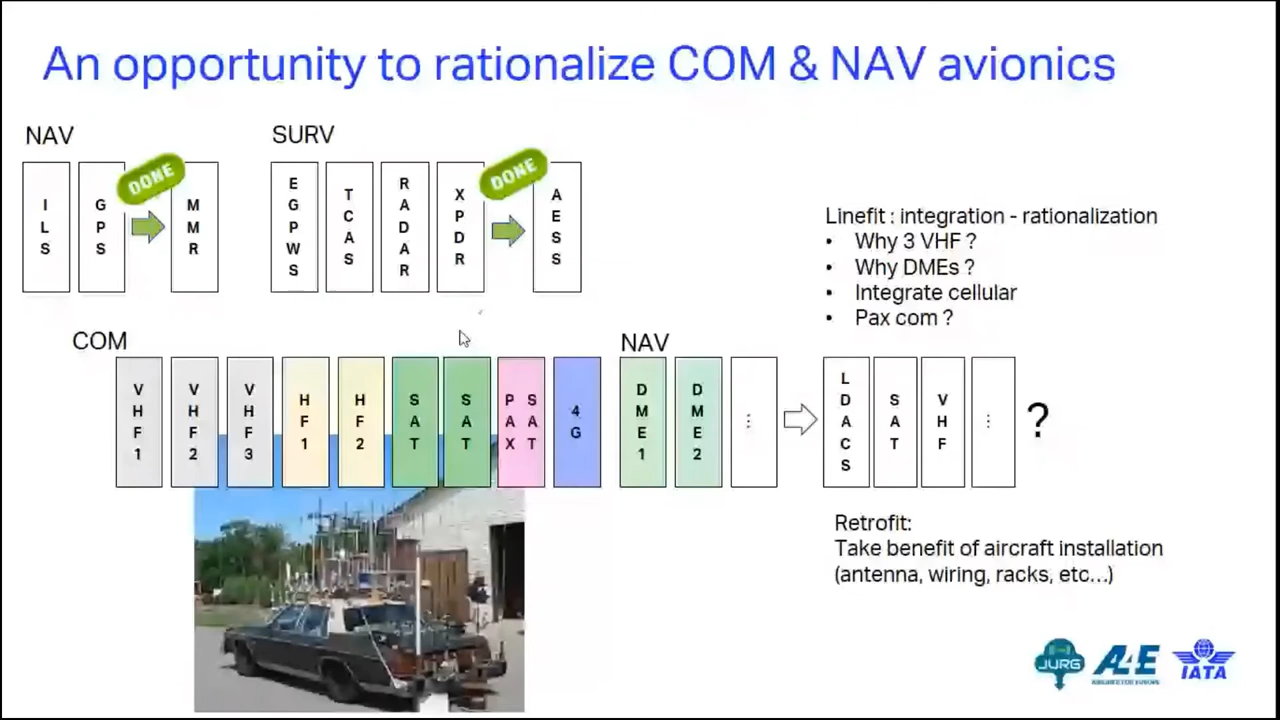 An opportunity to rationalize COM & NAV avionics
NAV
ILS
GPS
DONE
MMR
SURV
EGPWS
TCAS
RADAR
XPDR
DONE
AESS
Linefit : integration - rationalization
• Why 3 VHF ?
• Why DMEs ?
• Integrate cellular
• Pax com ?
COM
VHF1
VHF2
VHF3
HF1
HF2
SAT
SAT
PAX SAT
4G
NAV
DME1
DME2
...
LDACS
SAT
VHF
...
?
Retrofit:
Take benefit of aircraft installation
(antenna, wiring, racks, etc...)
JURG
A4E
AIRLINES FOR EUROPE
IATA